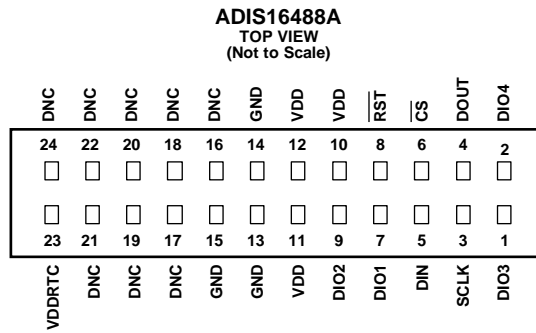 ADIS16488A
TOP VIEW
(Not to Scale)
DNC DNC DNC DNC DNC GND VDD VDD RST CS DOUT DIO4
24 22 20 18 16 14 12 10 8 6 4 2
23 21 19 17 15 13 11 9 7 5 3 1
VDDRTC DNC DNC DNC GND GND VDD DIO2 DIO1 DIN SCLK DIO3